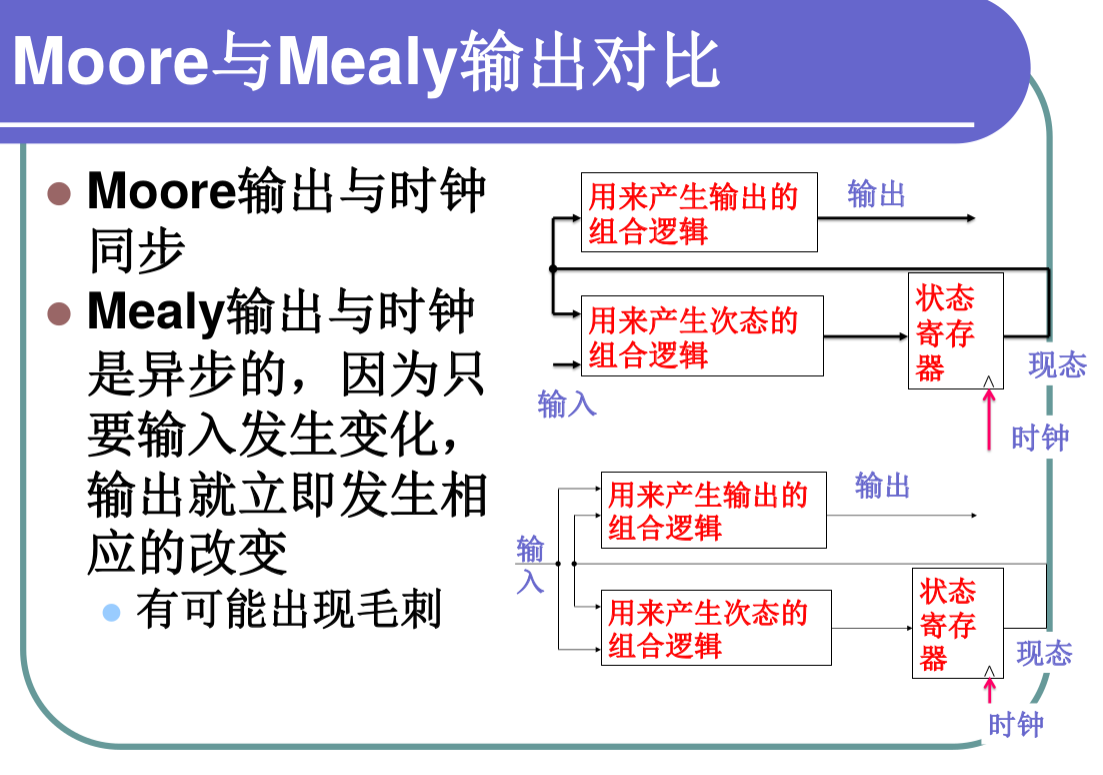 Moore与Mealy输出对比
Moore输出与时钟
同步
Mealy输出与时钟
是异步的，因为只
要输入发生变化，
输出就立即发生相
应的改变
有可能出现毛刺
用来产生输出的
组合逻辑
输出
用来产生次态的
组合逻辑
状态
寄存
器
现态
输入
时钟
用来产生输出的
组合逻辑
输出
输
入
用来产生次态的
组合逻辑
状态
寄存
器
现态
时钟